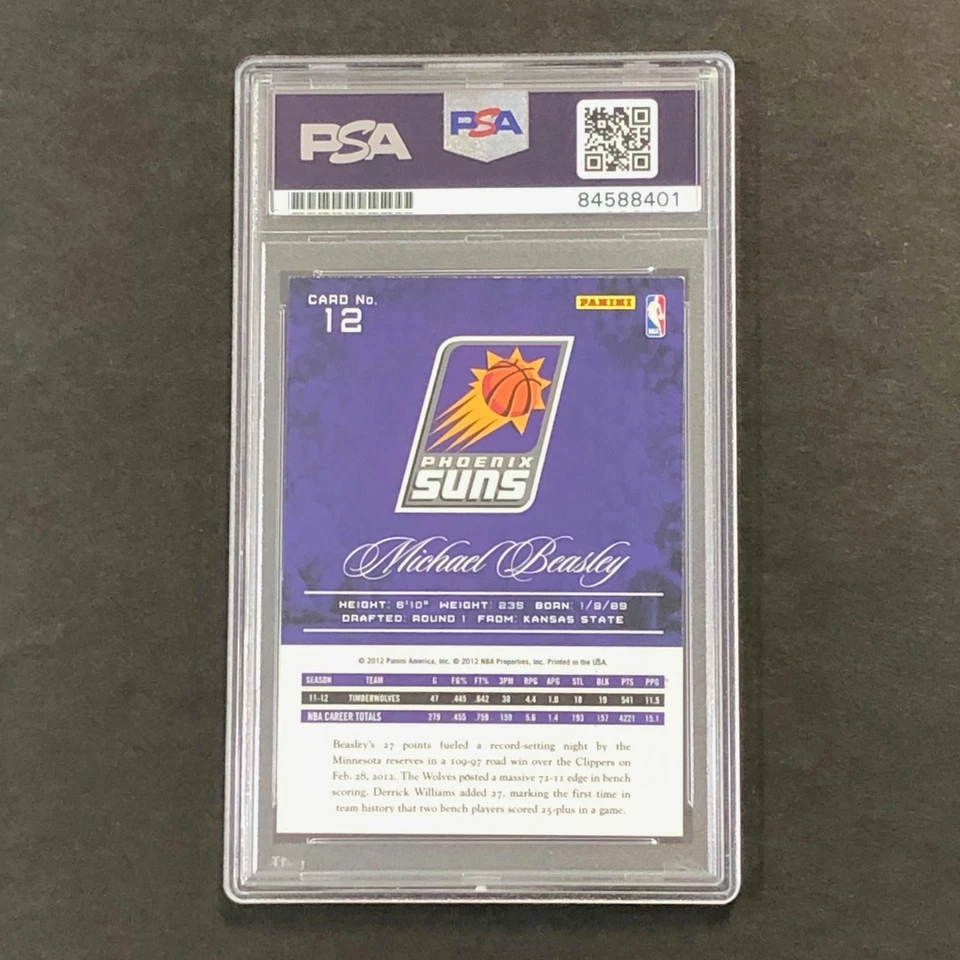 PSA
PSA
84588401
CARD No. 12
PANINI
NBA
PHOENIX
SUNS
Michael Beasley
HEIGHT: 6'10" WEIGHT: 235 BORN: 1/9/89
DRAFTED: ROUND 1 FROM: KANSAS STATE
© 2012 Panini America, Inc. © 2012 NBA Properties, Inc. Printed in the USA.
SEASON TEAM G FG% FT% 3PM RPG APG STL BLK PTS PPG
11-12 TIMBERWOLVES 47 .445 .642 38 4.4 1.0 18 19 541 11.5
NBA CAREER TOTALS 279 .455 .759 159 5.6 1.4 193 157 4221 15.1
Beasley's 27 points fueled a record-setting night by the
Minnesota reserves in a 109-97 road win over the Clippers on
Feb. 28, 2012. The Wolves posted a massive 72-11 edge in bench
scoring. Derrick Williams added 27, marking the first time in
team history that two bench players scored 25-plus in a game.